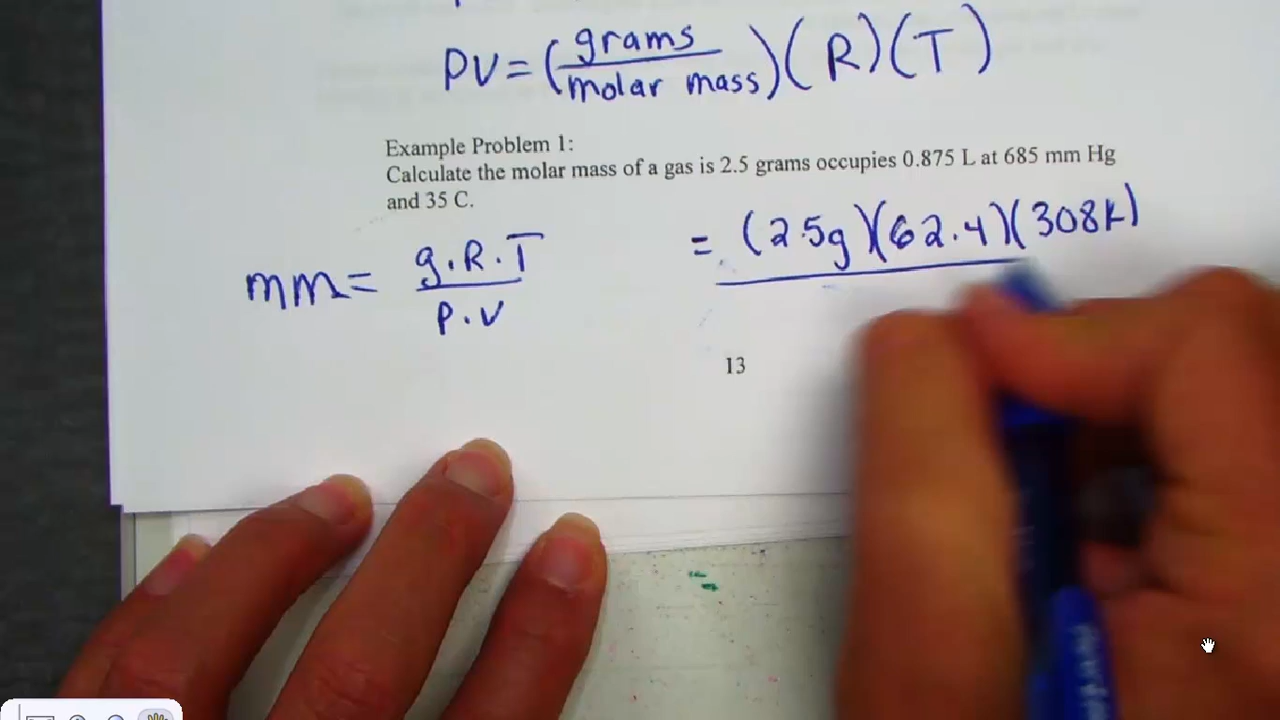 PV = (grams / molar mass)(R)(T)
Example Problem 1:
Calculate the molar mass of a gas is 2.5 grams occupies 0.875 L at 685 mm Hg
and 35 C.
mm = g.R.T / P.V
= (2.5g)(62.4)(308K)
13